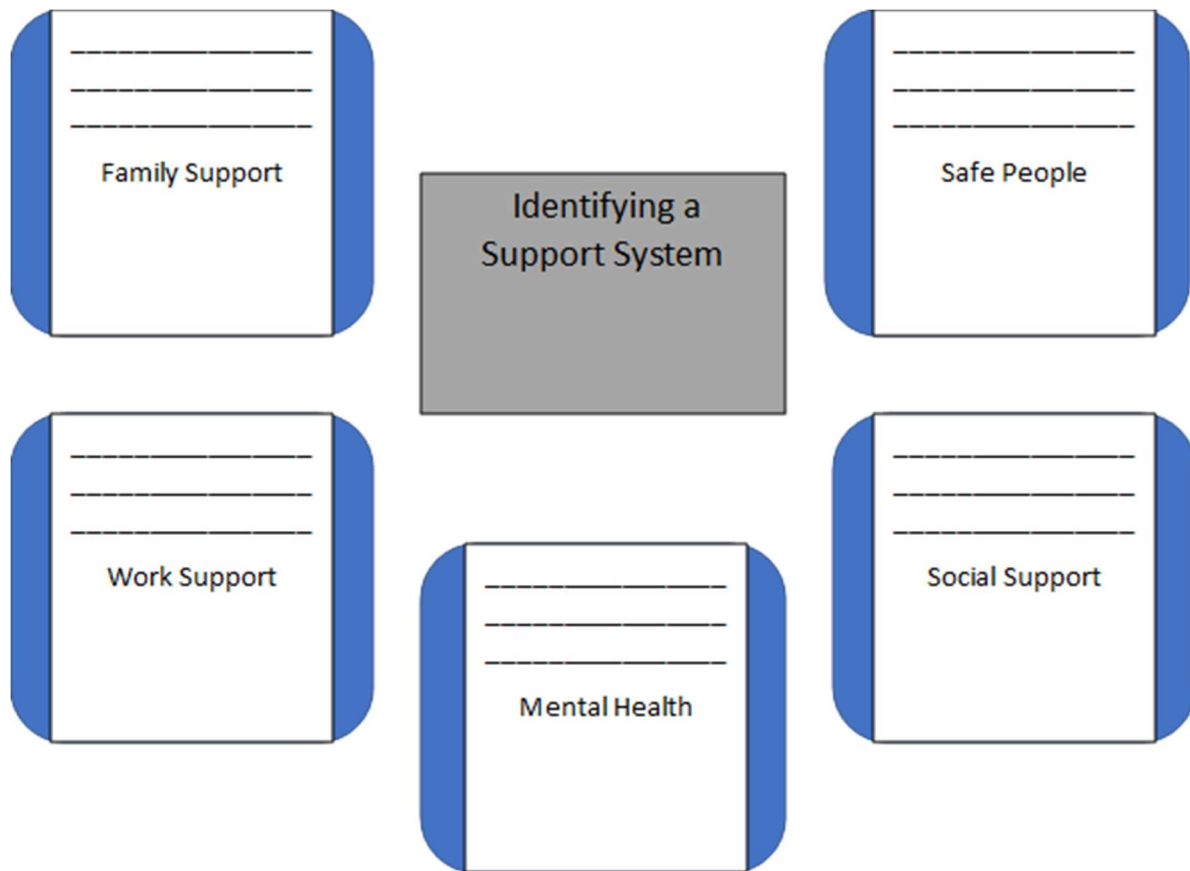 Family Support
Safe People
Identifying a
Support System
Work Support
Social Support
Mental Health